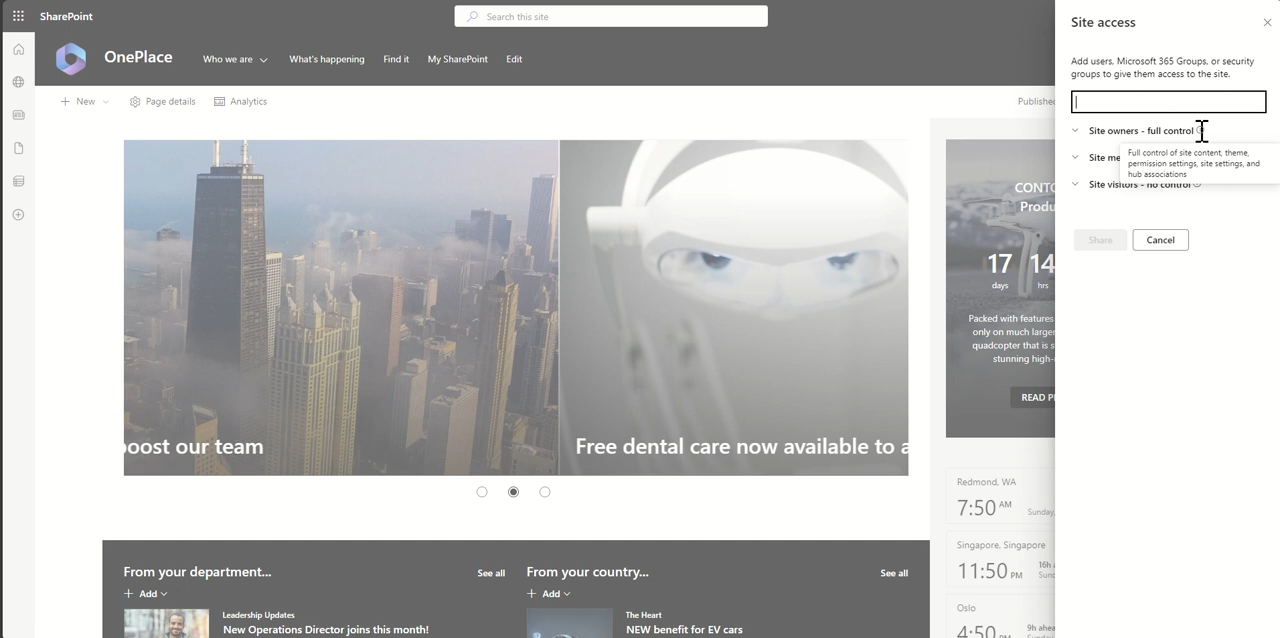 SharePoint
Search this site
OnePlace
Who we are
What's happening
Find it
My SharePoint
Edit
New
Page details
Analytics
Published
boost our team
Free dental care now available to a
CONTO
Produ
17
14
days
hrs
Packed with features
only on much large
quadcopter that is s
stunning high-
READ P
Redmond, WA
7:50 AM
Sunday,
Singapore, Singapore
11:50 PM
16h a
Sund
Oslo
4:50 PM
9h ahea
From your department...
See all
Add
Leadership Updates
New Operations Director joins this month!
From your country...
See all
Add
The Heart
NEW benefit for EV cars
Site access
Add users, Microsoft 365 Groups, or security
groups to give them access to the site.
Site owners - full control
Full control of site content, theme,
permission settings, site settings, and
hub associations
Site me
Site visitors - no control
Share
Cancel